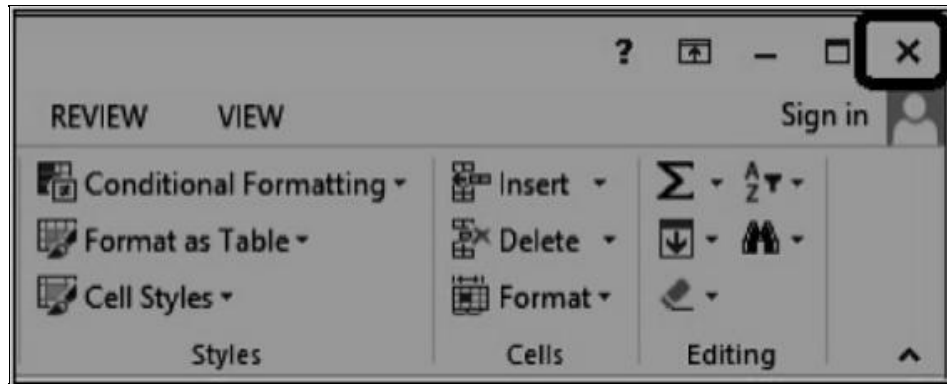 ?
REVIEW VIEW Sign in
Conditional Formatting Insert Σ A Z
Format as Table Delete
Cell Styles Format
Styles Cells Editing